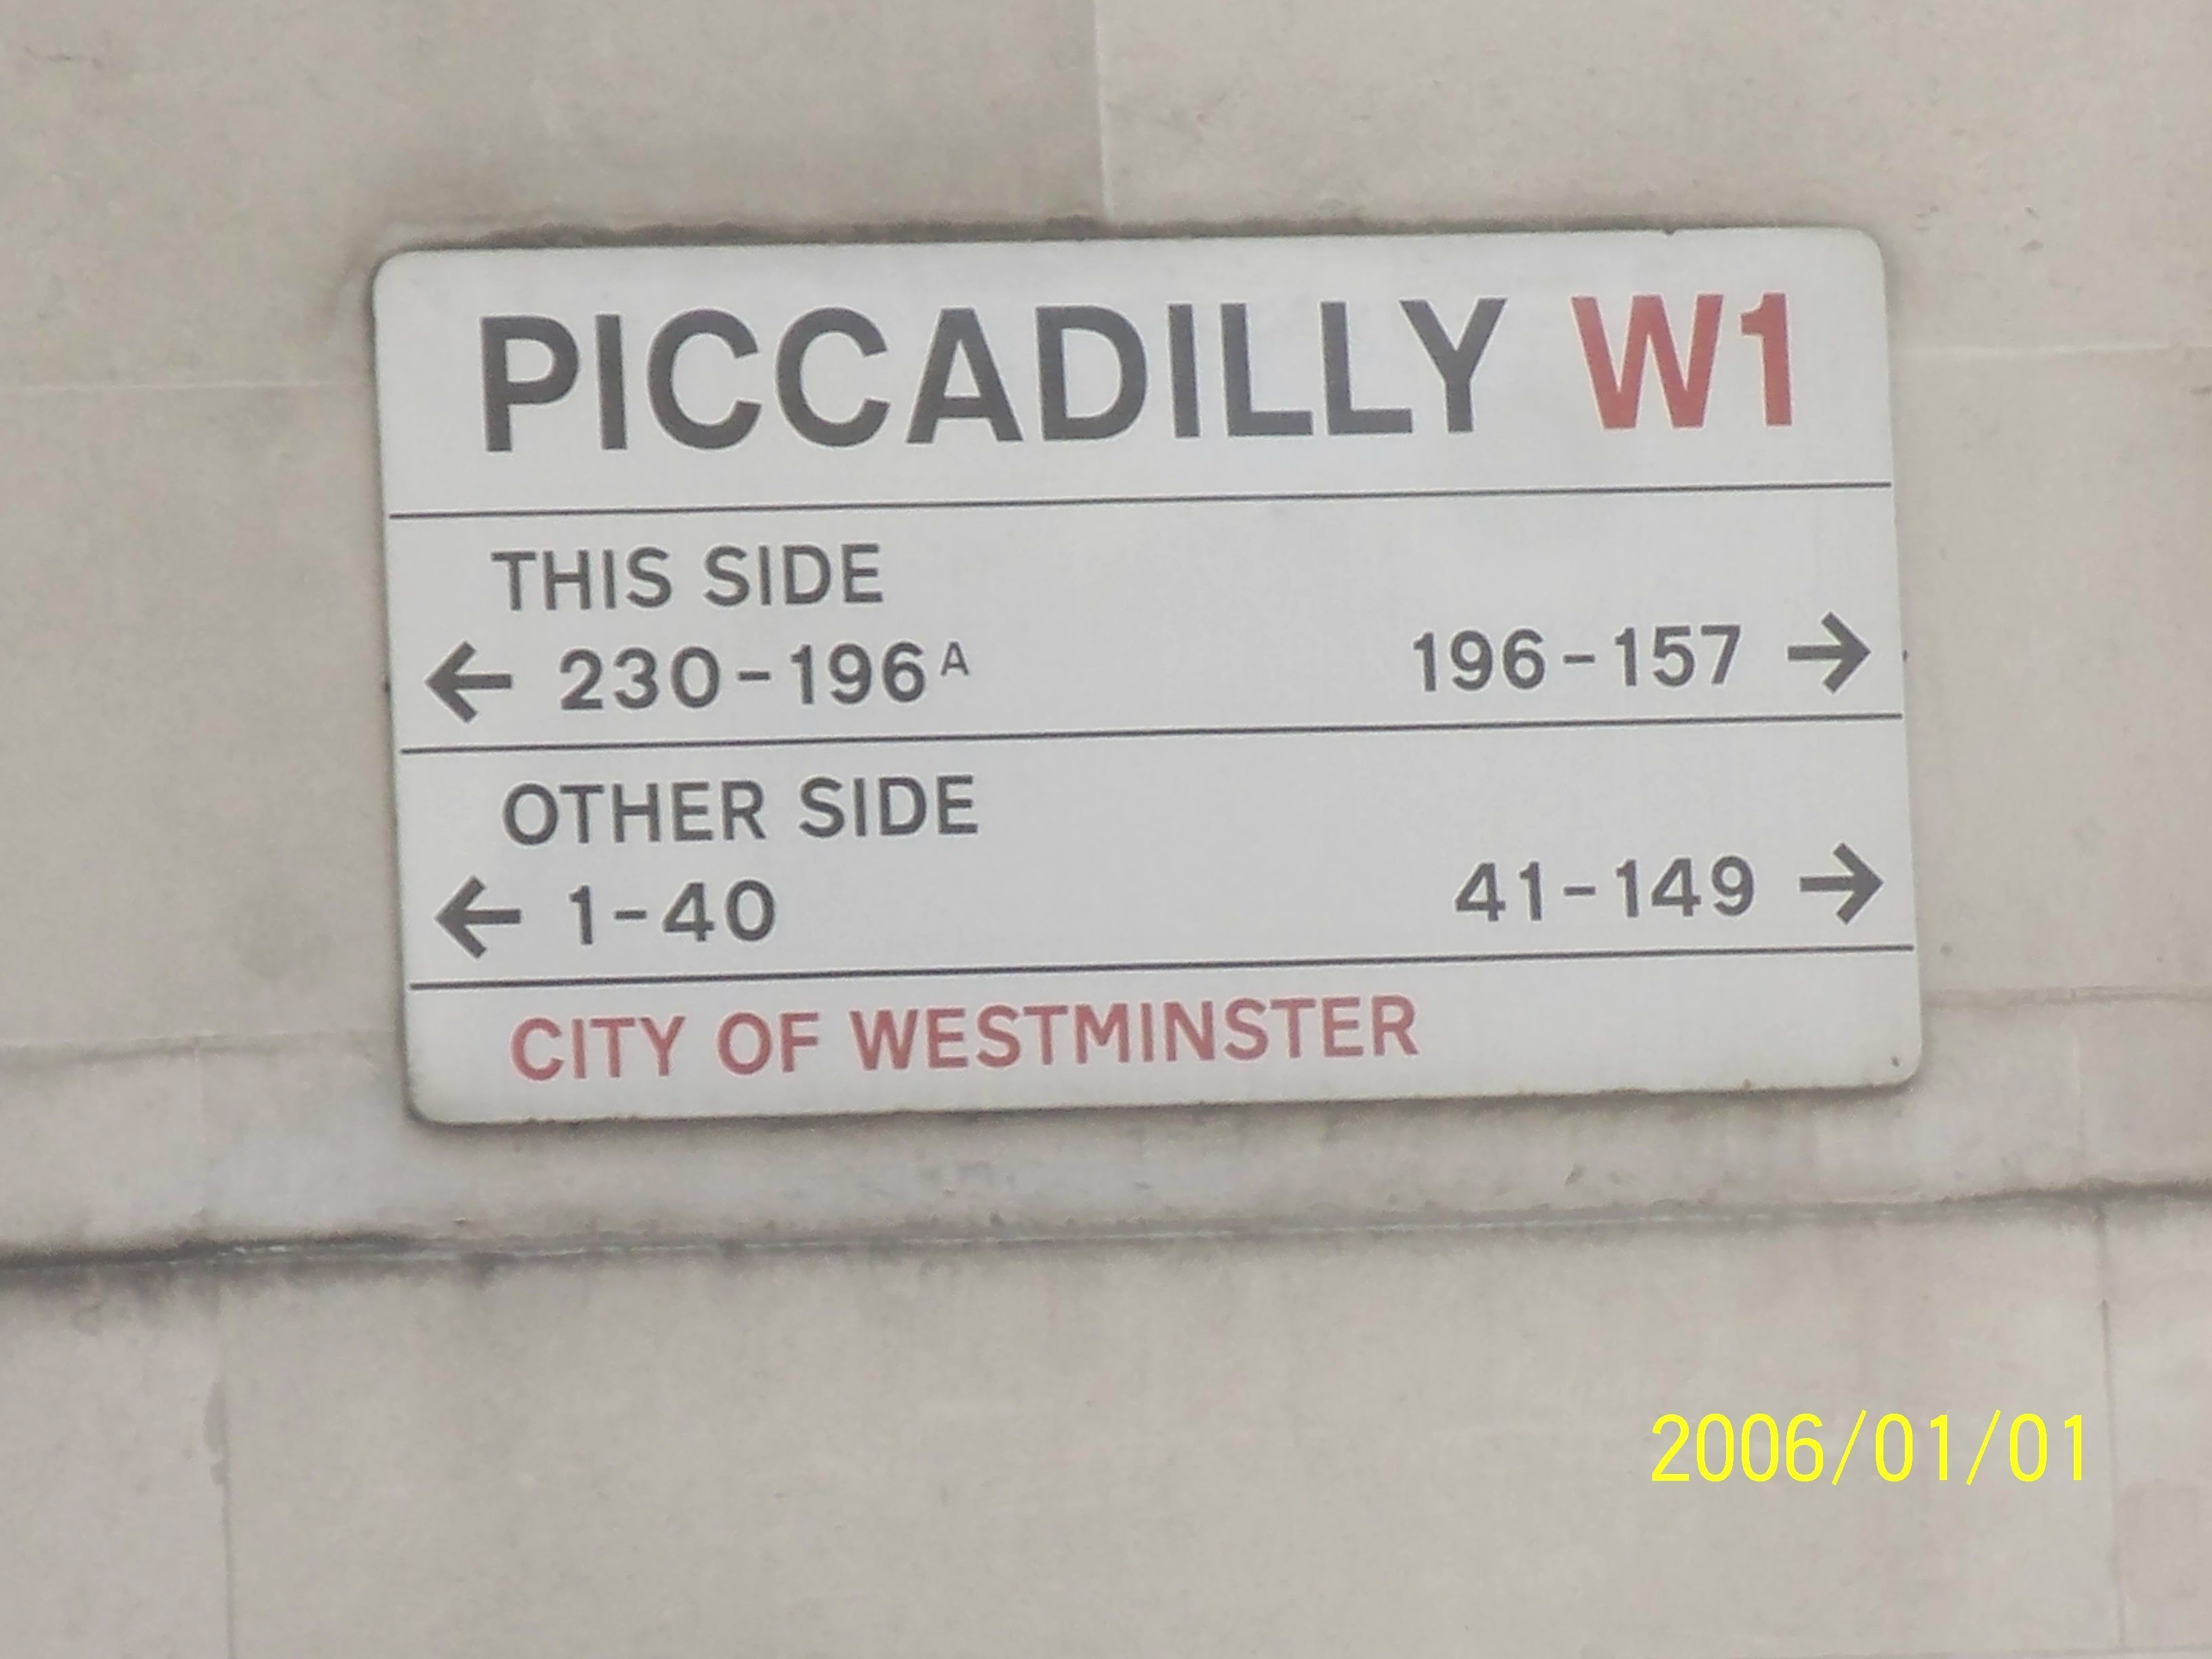 PICCADILLY W1
THIS SIDE
← 230-196A 196-157 →
OTHER SIDE
← 1-40 41-149 →
CITY OF WESTMINSTER
2006/01/01